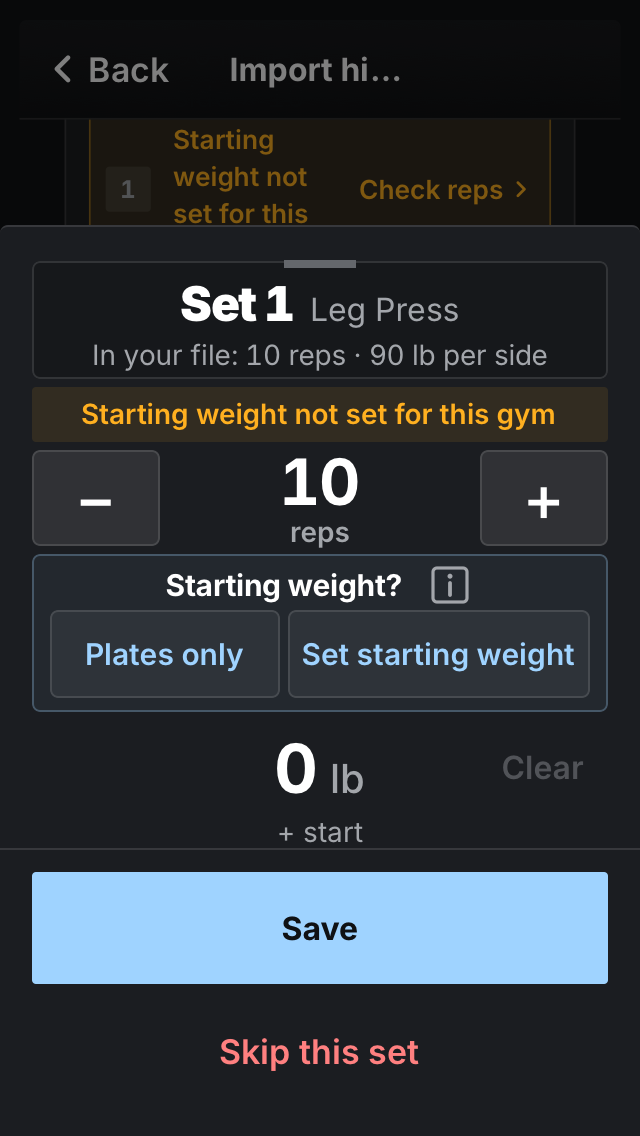 Back
Import hi...
1
Starting
weight not
set for this
Check reps
Set 1 Leg Press
In your file: 10 reps · 90 lb per side
Starting weight not set for this gym
−
10
+
reps
Starting weight?
Plates only
Set starting weight
0 lb
Clear
+ start
Save
Skip this set